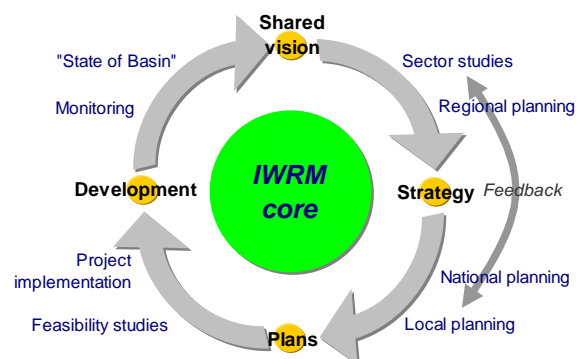 Shared
vision
"State of Basin"
Sector studies
Monitoring
Regional planning
IWRM
core
Development
Strategy
Feedback
Project
implementation
National planning
Feasibility studies
Local planning
Plans